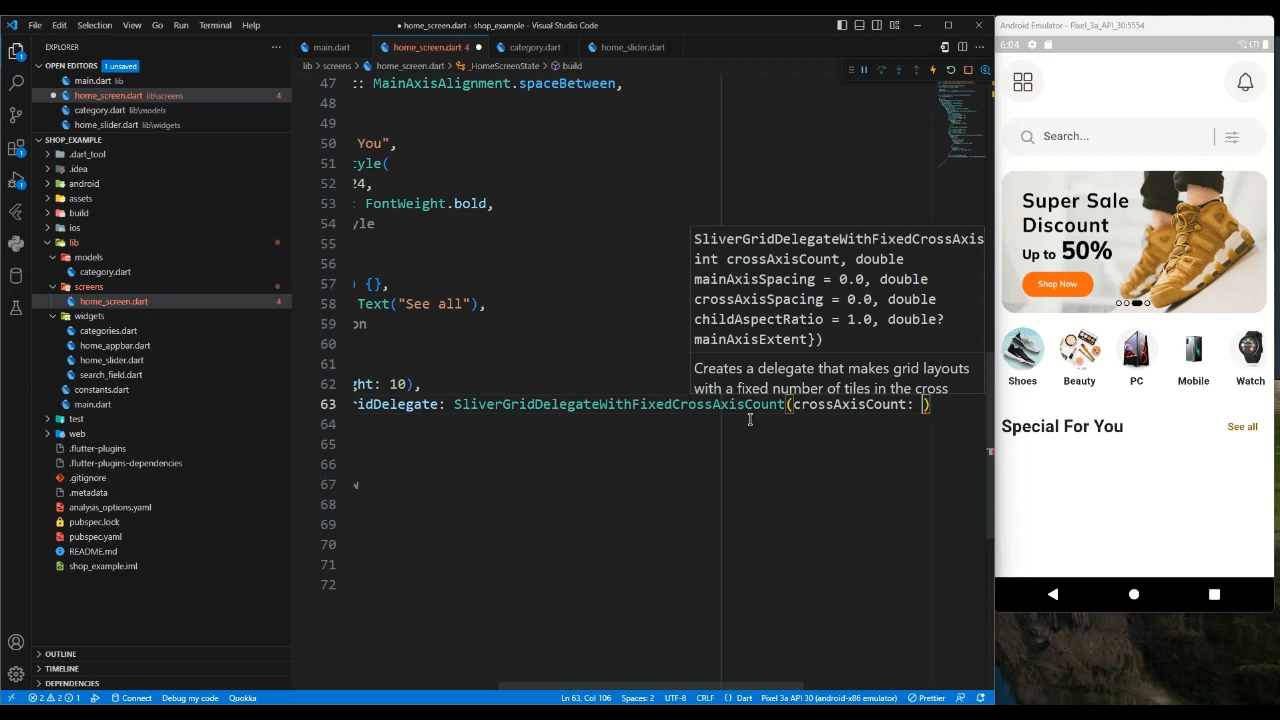 File Edit Selection View Go Run Terminal Help
● home_screen.dart - shop_example - Visual Studio Code
Android Emulator - Pixel_3a_API_30:5554
EXPLORER
main.dart
home_screen.dart 4
category.dart
home_slider.dart
6:04
LTE
OPEN EDITORS 1 unsaved
lib > screens > home_screen.dart > _HomeScreenState > build
main.dart lib
home_screen.dart lib\screens 4
category.dart lib\models
home_slider.dart lib\widgets
SHOP_EXAMPLE
.dart_tool
.idea
android
assets
build
ios
lib
models
category.dart
screens
home_screen.dart 4
widgets
categories.dart
home_appbar.dart
home_slider.dart
search_field.dart
constants.dart
main.dart
test
web
.flutter-plugins
.flutter-plugins-dependencies
.gitignore
.metadata
analysis_options.yaml
pubspec.lock
pubspec.yaml
README.md
shop_example.iml
OUTLINE
TIMELINE
DEPENDENCIES
47 :: MainAxisAlignment.spaceBetween,
48
49
50 You",
51 tyle(
52 24,
53 : FontWeight.bold,
54 yle
55
56
57 ) {},
58 Text("See all"),
59 on
60
61
62 ght: 10),
63 ridDelegate: SliverGridDelegateWithFixedCrossAxisCount(crossAxisCount: )
64
65
66
67 w
68
69
70
71
72
SliverGridDelegateWithFixedCrossAxis
int crossAxisCount, double
mainAxisSpacing = 0.0, double
crossAxisSpacing = 0.0, double
childAspectRatio = 1.0, double?
mainAxisExtent})
Creates a delegate that makes grid layouts
with a fixed number of tiles in the cross
Search...
Super Sale
Discount
Up to 50%
Shop Now
Shoes Beauty PC Mobile Watch
Special For You See all
2 2 1 Connect Debug my code Quokka Ln 63, Col 106 Spaces: 2 UTF-8 CRLF {} Dart Pixel 3a API 30 (android-x86 emulator) Prettier